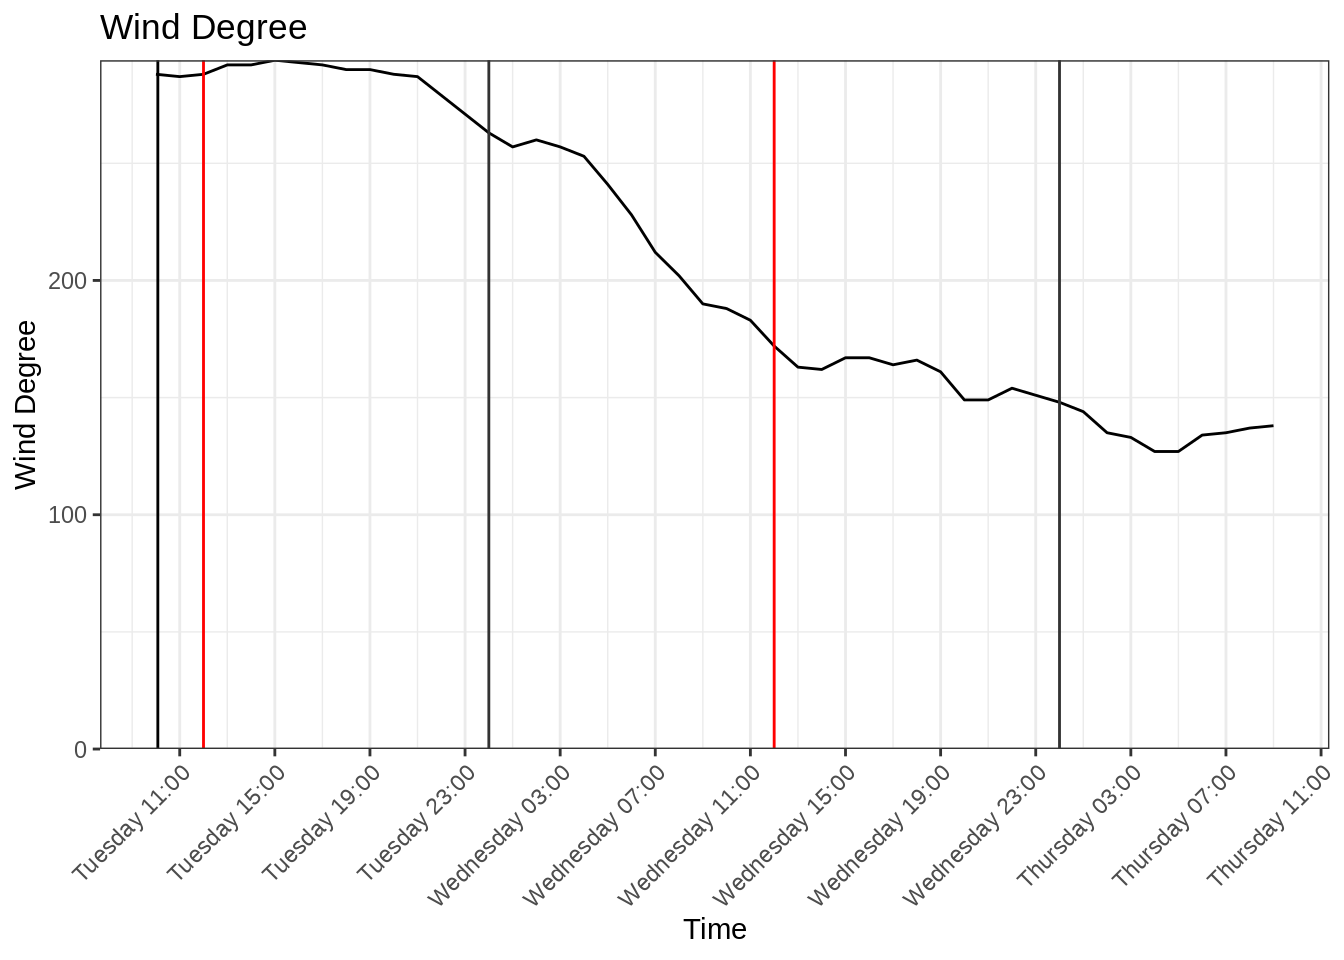 Wind Degree
Wind Degree
200
100
0
Tuesday 11:00
Tuesday 15:00
Tuesday 19:00
Tuesday 23:00
Wednesday 03:00
Wednesday 07:00
Wednesday 11:00
Wednesday 15:00
Wednesday 19:00
Wednesday 23:00
Thursday 03:00
Thursday 07:00
Thursday 11:00
Time